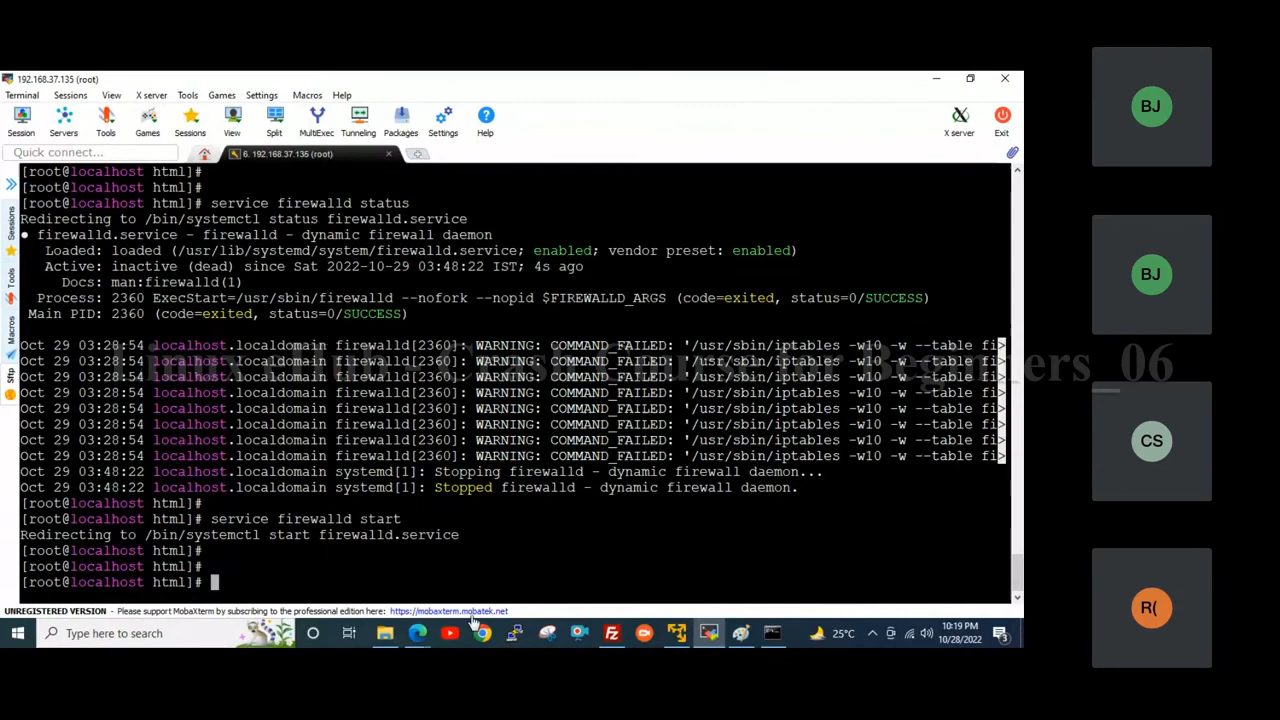 192.168.37.135 (root)
Terminal Sessions View X server Tools Games Settings Macros Help
Session Servers Tools Games Sessions View Split MultiExec Tunneling Packages Settings Help X server Exit
Quick connect...
6. 192.168.37.135 (root)
[root@localhost html]#
[root@localhost html]#
[root@localhost html]# service firewalld status
Redirecting to /bin/systemctl status firewalld.service
● firewalld.service - firewalld - dynamic firewall daemon
Loaded: loaded (/usr/lib/systemd/system/firewalld.service; enabled; vendor preset: enabled)
Active: inactive (dead) since Sat 2022-10-29 03:48:22 IST; 4s ago
Docs: man:firewalld(1)
Process: 2360 ExecStart=/usr/sbin/firewalld --nofork --nopid $FIREWALLD_ARGS (code=exited, status=0/SUCCESS)
Main PID: 2360 (code=exited, status=0/SUCCESS)
Oct 29 03:28:54 localhost.localdomain firewalld[2360]: WARNING: COMMAND_FAILED: '/usr/sbin/iptables -w10 -w --table fi>
Oct 29 03:28:54 localhost.localdomain firewalld[2360]: WARNING: COMMAND_FAILED: '/usr/sbin/iptables -w10 -w --table fi>
Oct 29 03:28:54 localhost.localdomain firewalld[2360]: WARNING: COMMAND_FAILED: '/usr/sbin/iptables -w10 -w --table fi>
Oct 29 03:28:54 localhost.localdomain firewalld[2360]: WARNING: COMMAND_FAILED: '/usr/sbin/iptables -w10 -w --table fi>
Oct 29 03:28:54 localhost.localdomain firewalld[2360]: WARNING: COMMAND_FAILED: '/usr/sbin/iptables -w10 -w --table fi>
Oct 29 03:28:54 localhost.localdomain firewalld[2360]: WARNING: COMMAND_FAILED: '/usr/sbin/iptables -w10 -w --table fi>
Oct 29 03:28:54 localhost.localdomain firewalld[2360]: WARNING: COMMAND_FAILED: '/usr/sbin/iptables -w10 -w --table fi>
Oct 29 03:28:54 localhost.localdomain firewalld[2360]: WARNING: COMMAND_FAILED: '/usr/sbin/iptables -w10 -w --table fi>
Oct 29 03:48:22 localhost.localdomain systemd[1]: Stopping firewalld - dynamic firewall daemon...
Oct 29 03:48:22 localhost.localdomain systemd[1]: Stopped firewalld - dynamic firewall daemon.
[root@localhost html]#
[root@localhost html]# service firewalld start
Redirecting to /bin/systemctl start firewalld.service
[root@localhost html]#
[root@localhost html]#
[root@localhost html]#
Sessions
Tools
Macros
Sftp
Crash Course for Beginners_06
UNREGISTERED VERSION - Please support MobaXterm by subscribing to the professional edition here: https://mobaxterm.mobatek.net
Type here to search
25°C
10:19 PM
10/28/2022
3
BJ
BJ
CS
R(